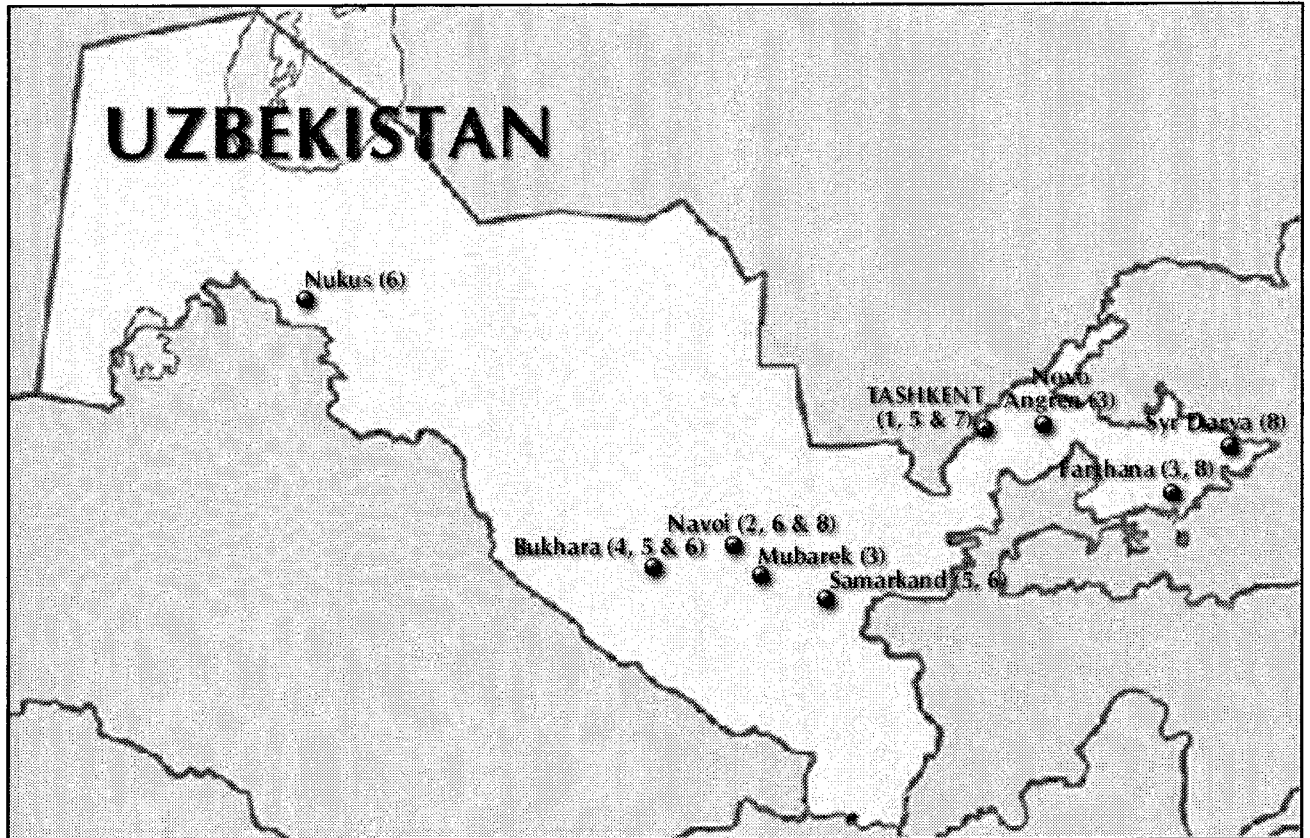 UZBEKISTAN
Nukus (6)
TASHKENT
(1, 5 & 7)
Novo
Angren (3)
Syr Darya (8)
Farghana (3, 8)
Navoi (2, 6 & 8)
Bukhara (4, 5 & 6)
Mubarek (3)
Samarkand (5, 6)